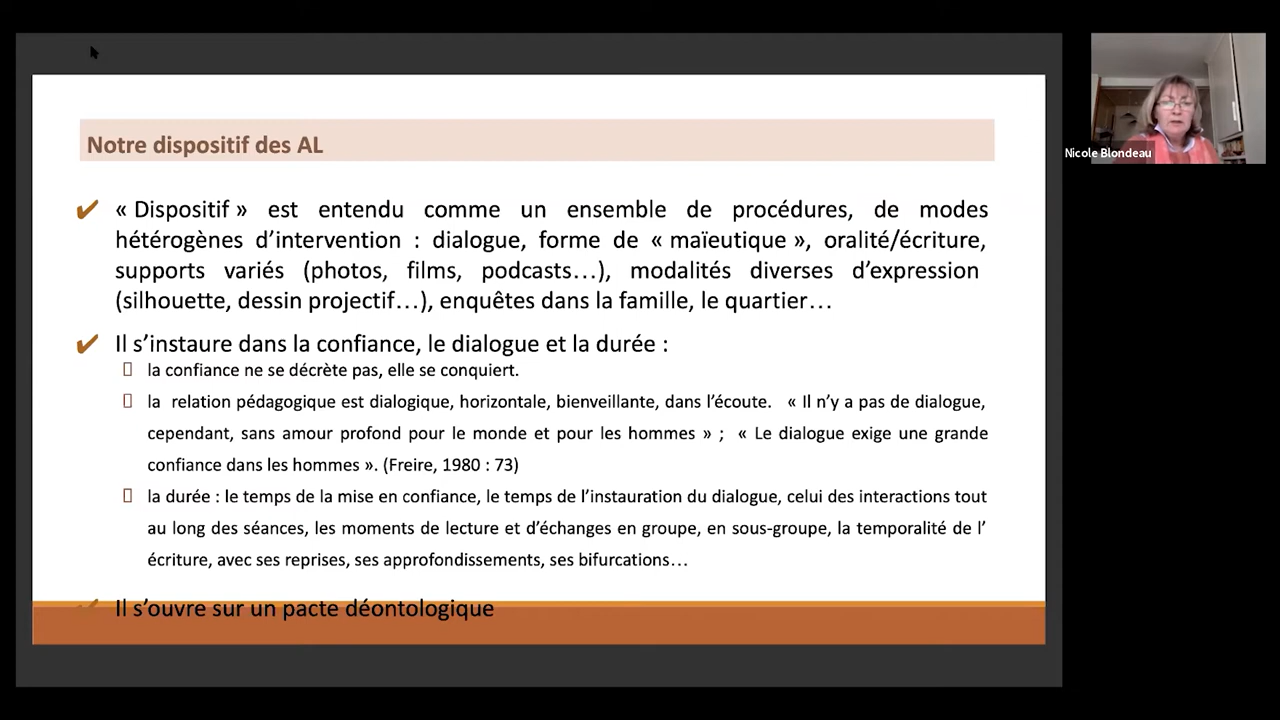 Notre dispositif des AL
Nicole Blondeau
« Dispositif » est entendu comme un ensemble de procédures, de modes
hétérogènes d’intervention : dialogue, forme de « maïeutique », oralité/écriture,
supports variés (photos, films, podcasts…), modalités diverses d’expression
(silhouette, dessin projectif…), enquêtes dans la famille, le quartier…
Il s’instaure dans la confiance, le dialogue et la durée :
la confiance ne se décrète pas, elle se conquiert.
la relation pédagogique est dialogique, horizontale, bienveillante, dans l’écoute. « Il n’y a pas de dialogue,
cependant, sans amour profond pour le monde et pour les hommes » ; « Le dialogue exige une grande
confiance dans les hommes ». (Freire, 1980 : 73)
la durée : le temps de la mise en confiance, le temps de l’instauration du dialogue, celui des interactions tout
au long des séances, les moments de lecture et d’échanges en groupe, en sous-groupe, la temporalité de l’
écriture, avec ses reprises, ses approfondissements, ses bifurcations…
Il s’ouvre sur un pacte déontologique